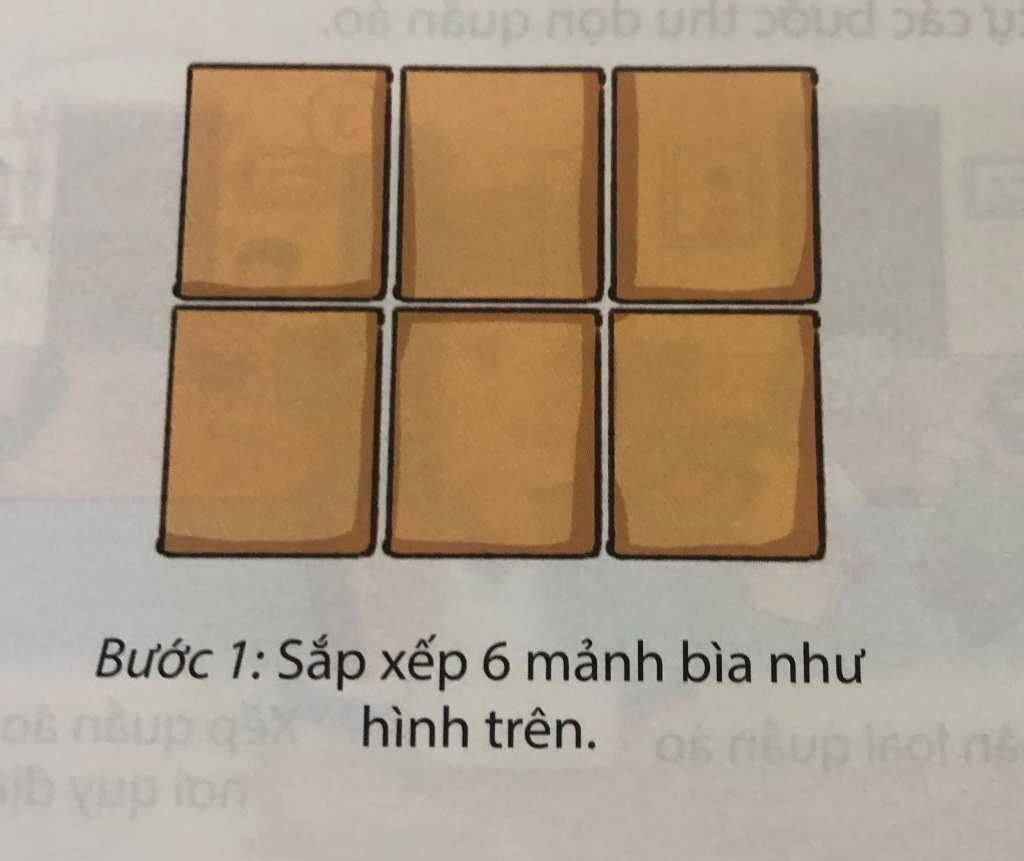 Bước 1: Sắp xếp 6 mảnh bìa như
hình trên.